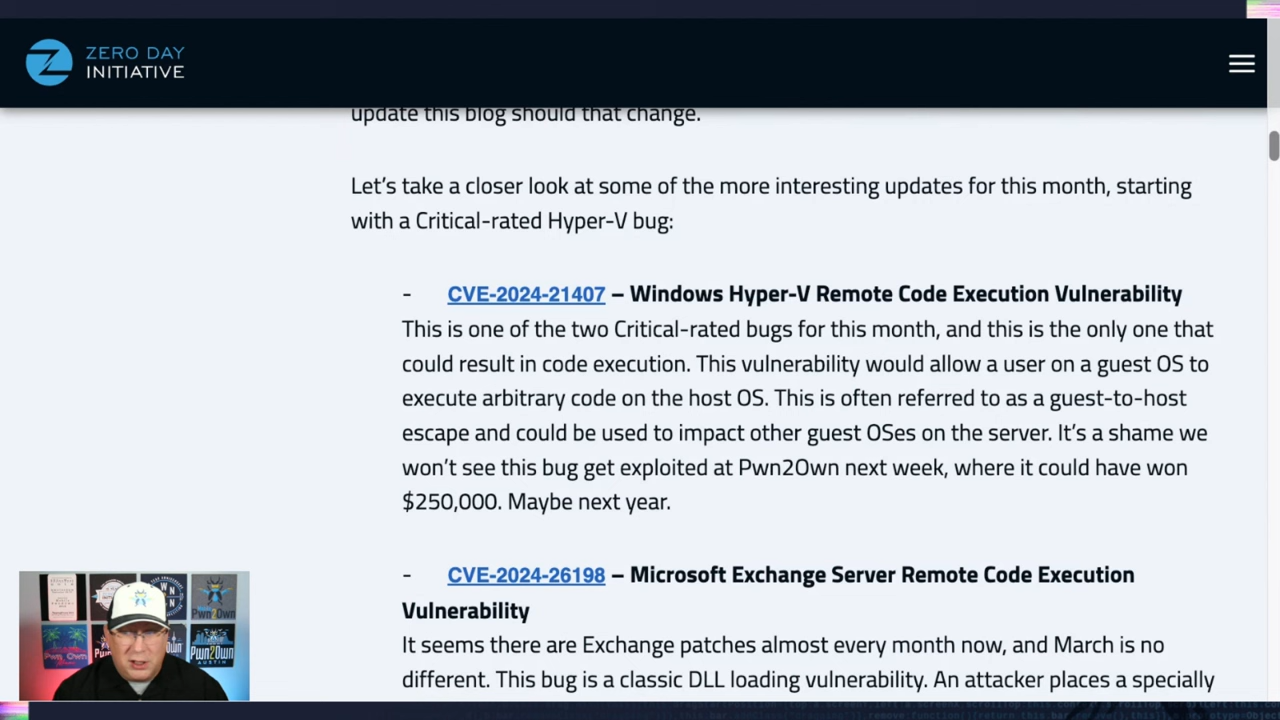 ZERO DAY
INITIATIVE
update this blog should that change.
Let’s take a closer look at some of the more interesting updates for this month, starting
with a Critical-rated Hyper-V bug:
- CVE-2024-21407 – Windows Hyper-V Remote Code Execution Vulnerability
This is one of the two Critical-rated bugs for this month, and this is the only one that
could result in code execution. This vulnerability would allow a user on a guest OS to
execute arbitrary code on the host OS. This is often referred to as a guest-to-host
escape and could be used to impact other guest OSes on the server. It’s a shame we
won’t see this bug get exploited at Pwn2Own next week, where it could have won
$250,000. Maybe next year.
- CVE-2024-26198 – Microsoft Exchange Server Remote Code Execution
Vulnerability
It seems there are Exchange patches almost every month now, and March is no
different. This bug is a classic DLL loading vulnerability. An attacker places a specially
Pwn2Own
Pwn2Own
AUSTIN